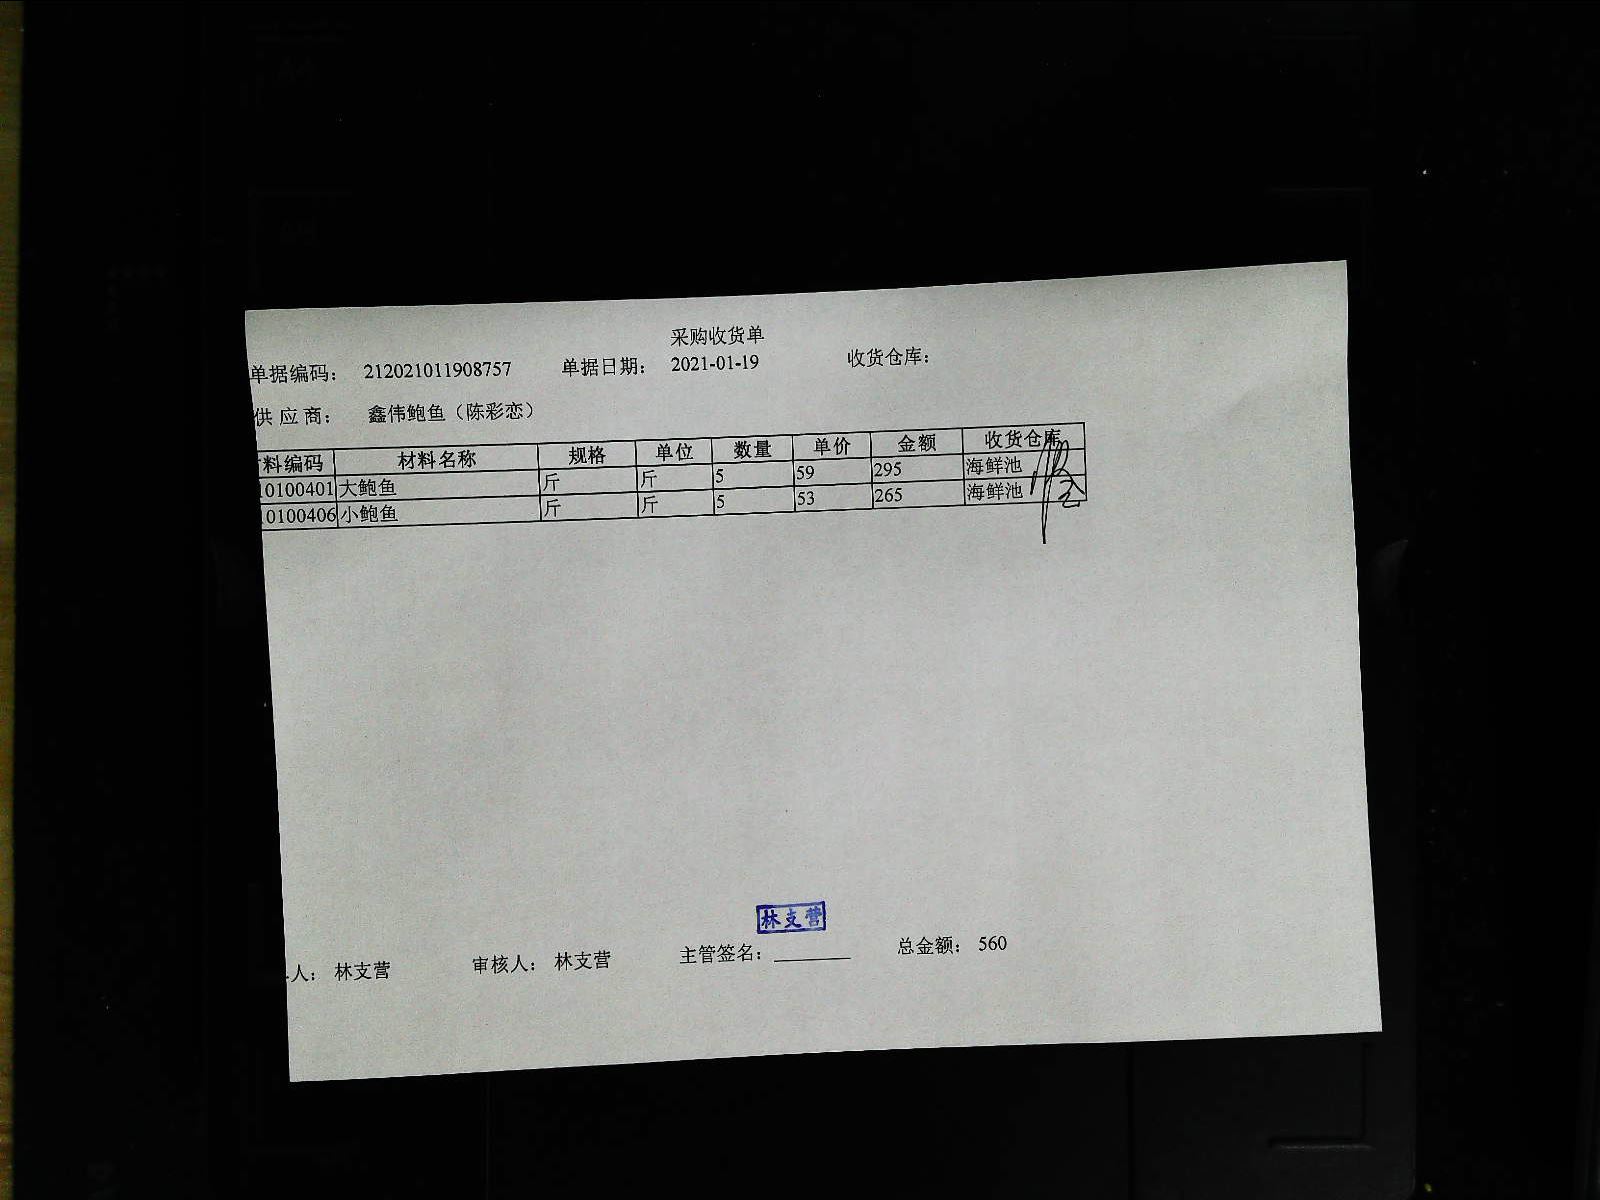 采购收货单
单据编码： 212021011908757 单据日期： 2021-01-19 收货仓库：
供应商： 鑫伟鲍鱼（陈彩恋）
料编码 材料名称 规格 单位 数量 单价 金额 收货仓库
10100401 大鲍鱼 斤 斤 5 59 295 海鲜池
10100406 小鲍鱼 斤 斤 5 53 265 海鲜池
林支营
人： 林支营 审核人： 林支营 主管签名：________ 总金额： 560